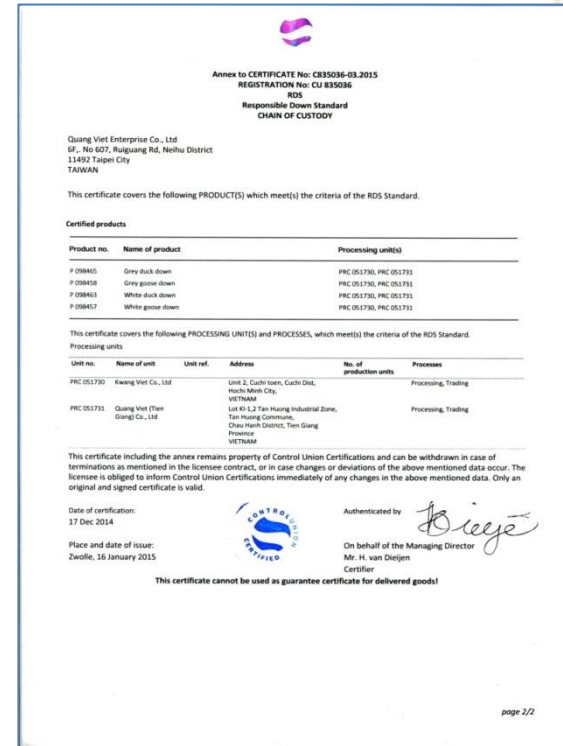 Annex to CERTIFICATE No: C835036-03.2015
REGISTRATION No: CU 835036
RDS
Responsible Down Standard
CHAIN OF CUSTODY
Quang Viet Enterprise Co., Ltd
6F,. No 607, Ruiguang Rd, Neihu District
11492 Taipei City
TAIWAN
This certificate covers the following PRODUCT(S) which meet(s) the criteria of the RDS Standard.
Certified products
Product no. Name of product Processing unit(s)
P 098465 Grey duck down PRC 051730, PRC 051731
P 098458 Grey goose down PRC 051730, PRC 051731
P 098463 White duck down PRC 051730, PRC 051731
P 098457 White goose down PRC 051730, PRC 051731
This certificate covers the following PROCESSING UNIT(S) and PROCESSES, which meet(s) the criteria of the RDS Standard.
Processing units
Unit no. Name of unit Unit ref. Address No. of production units Processes
PRC 051730 Kwang Viet Co., Ltd Unit 2, Cuchi toen, Cuchi Dist, Processing, Trading
Hochi Minh City,
VIETNAM
PRC 051731 Quang Viet (Tien Lot XI-1,2 Tan Huong Industrial Zone, Processing, Trading
Giang) Co., Ltd Tan Huong Commune,
Chau Hanh District, Tien Giang
Province
VIETNAM
This certificate including the annex remains property of Control Union Certifications and can be withdrawn in case of
terminations as mentioned in the licensee contract, or in case changes or deviations of the above mentioned data occur. The
licensee is obliged to inform Control Union Certifications immediately of any changes in the above mentioned data. Only an
original and signed certificate is valid.
Date of certification:
17 Dec 2014
Place and date of issue:
Zwolle, 16 January 2015
CONTROL UNION
CERTIFIED
Authenticated by
On behalf of the Managing Director
Mr. H. van Dieijen
Certifier
This certificate cannot be used as guarantee certificate for delivered goods!
page 2/2